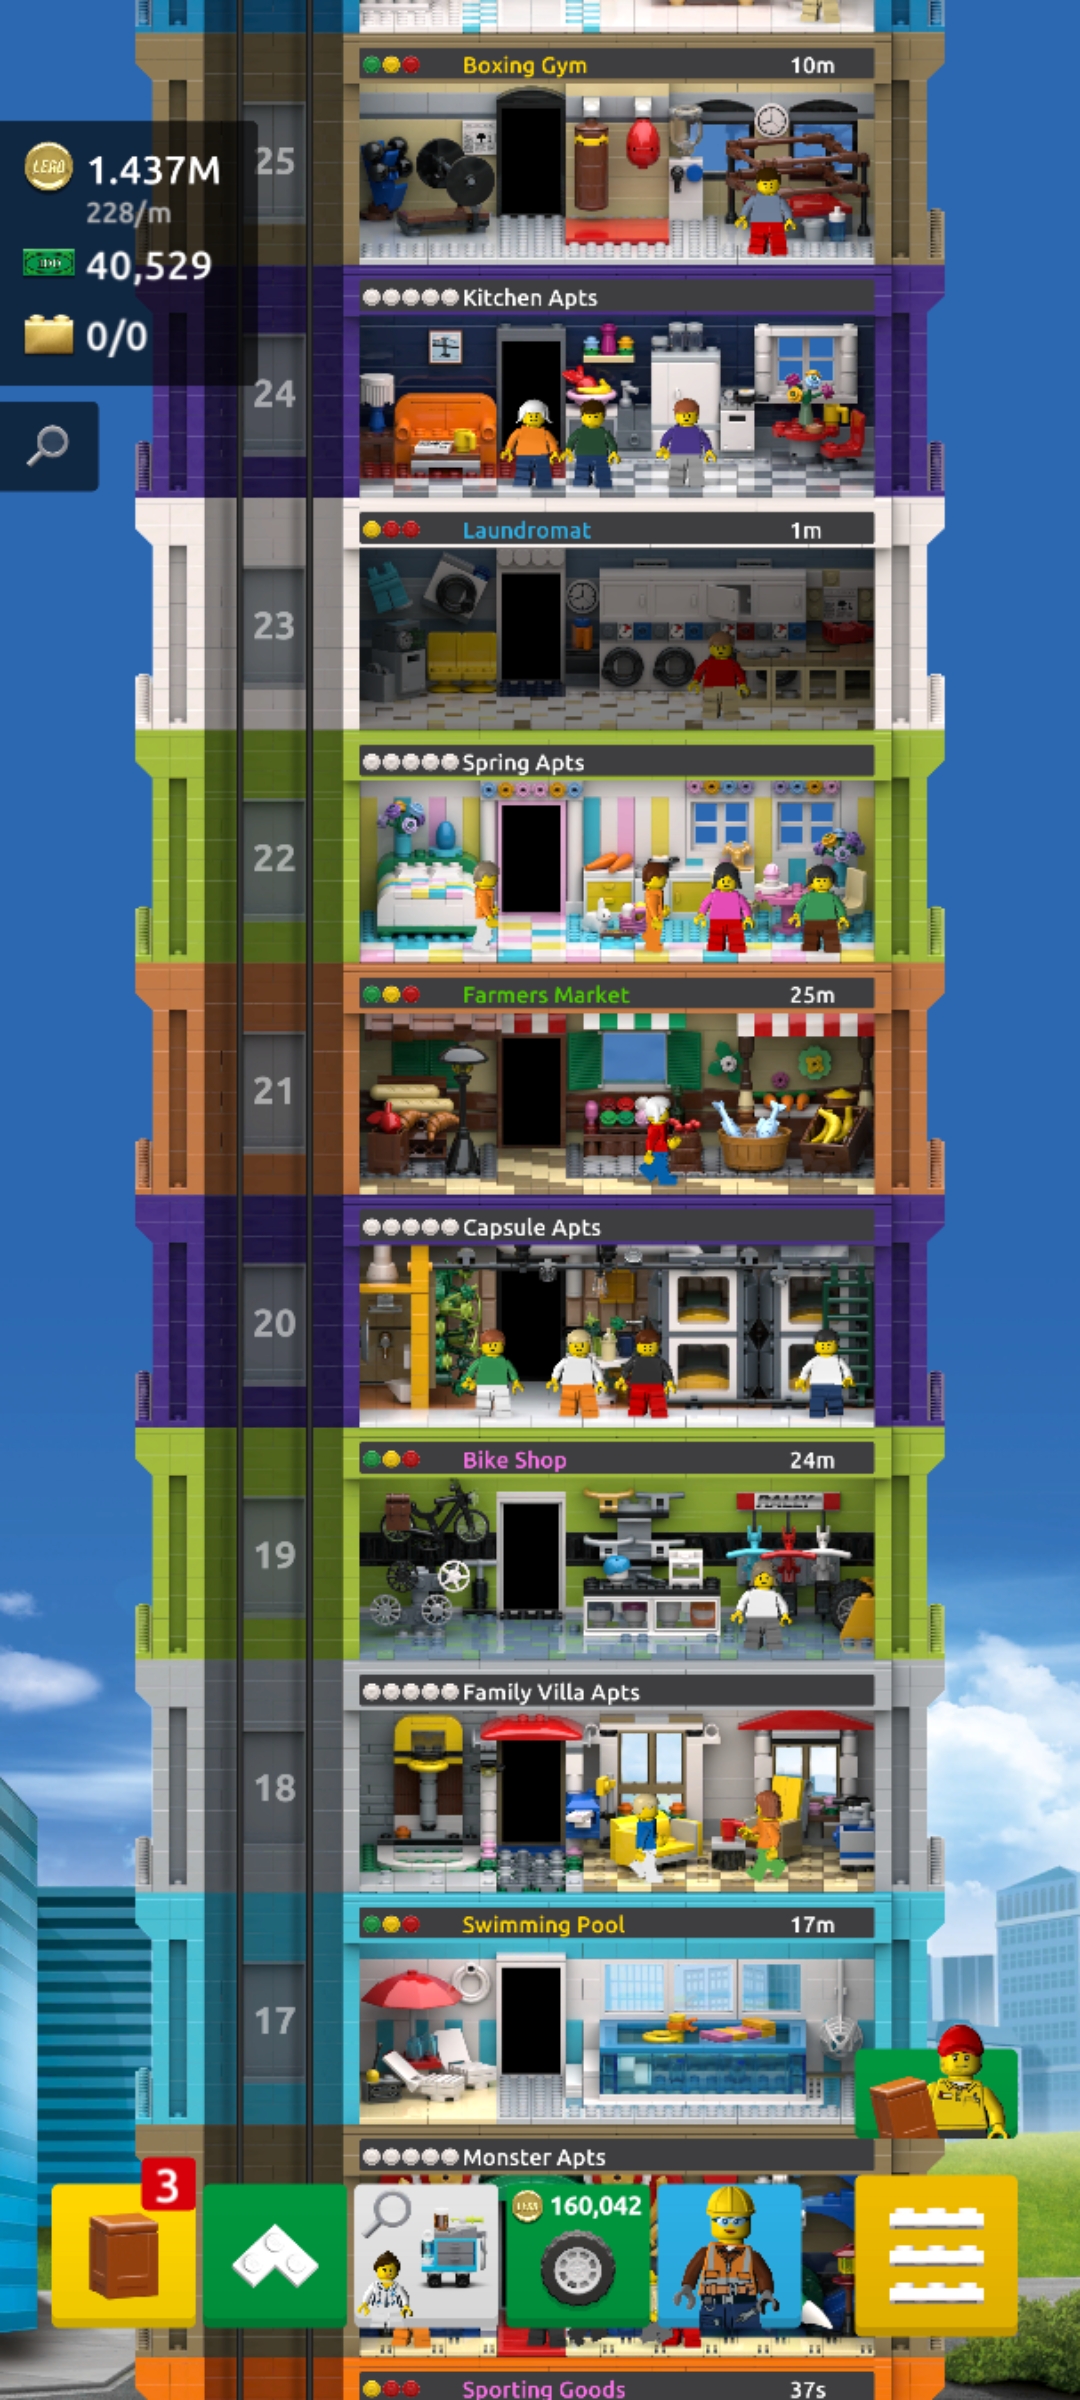 Boxing Gym 10m
25
LEGO 1.437M
228/m
40,529
0/0
Kitchen Apts
24
Laundromat 1m
23
Spring Apts
22
Farmers Market 25m
21
Capsule Apts
20
Bike Shop 24m
RALLY
19
Family Villa Apts
18
Swimming Pool 17m
17
Monster Apts
3
160,042
Sporting Goods 37s